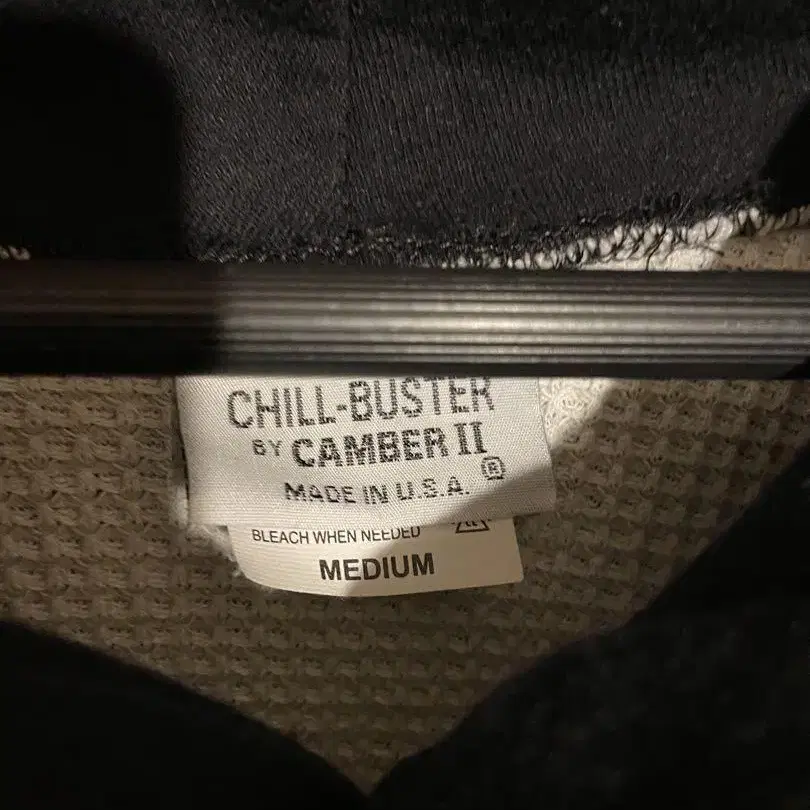 CHILL-BUSTER
BY CAMBER II ®
MADE IN U.S.A.
BLEACH WHEN NEEDED
MEDIUM